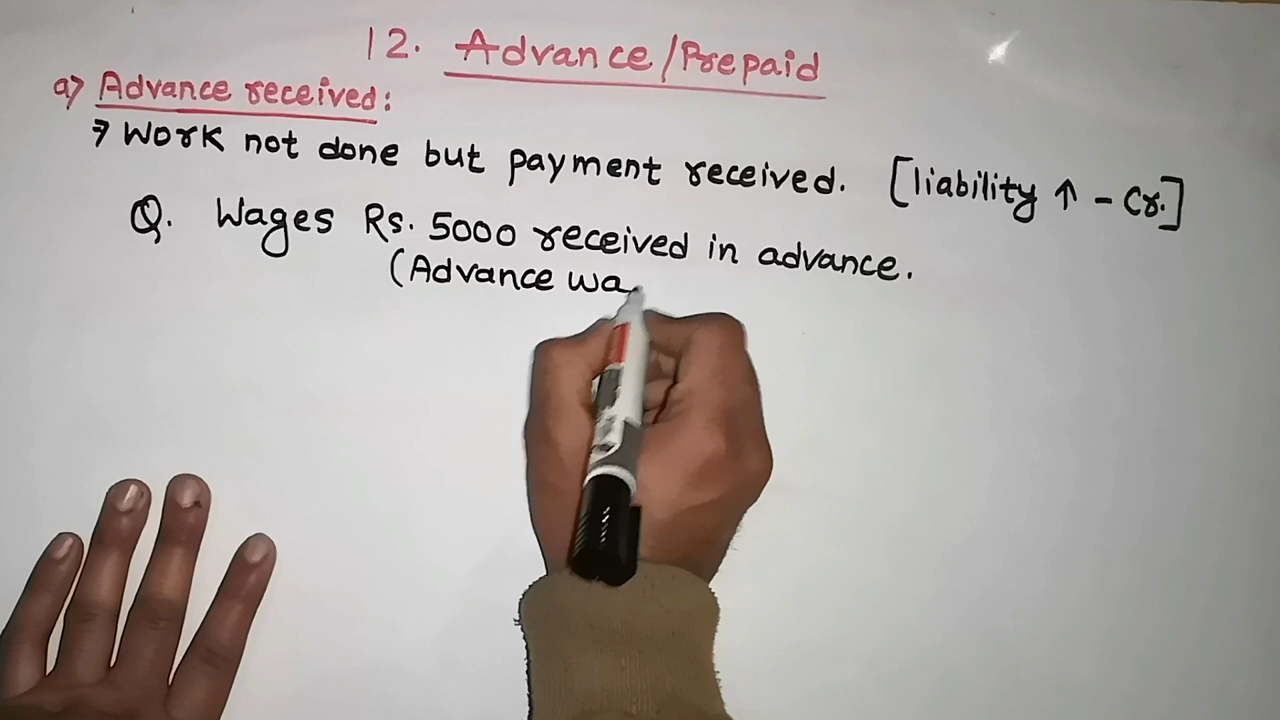 12. Advance/Prepaid
a) Advance received:
→ Work not done but payment received. [liability ↑ - Cr.]
Q. Wages Rs. 5000 received in advance.
(Advance wa